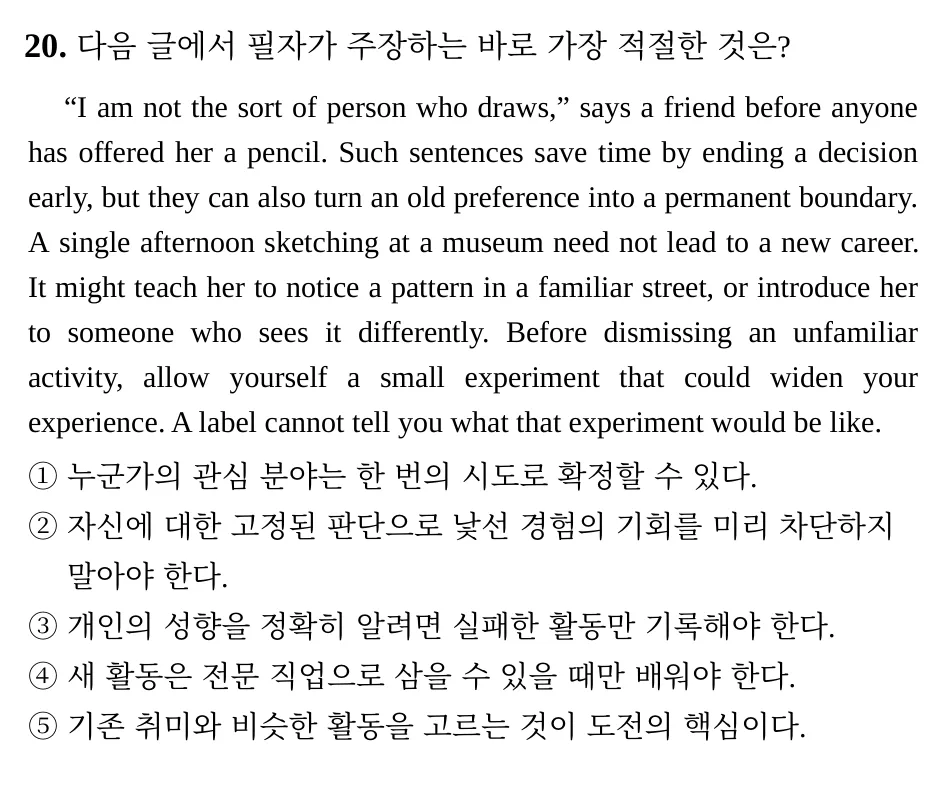 20. 다음 글에서 필자가 주장하는 바로 가장 적절한 것은?
“I am not the sort of person who draws,” says a friend before anyone
has offered her a pencil. Such sentences save time by ending a decision
early, but they can also turn an old preference into a permanent boundary.
A single afternoon sketching at a museum need not lead to a new career.
It might teach her to notice a pattern in a familiar street, or introduce her
to someone who sees it differently. Before dismissing an unfamiliar
activity, allow yourself a small experiment that could widen your
experience. A label cannot tell you what that experiment would be like.
① 누군가의 관심 분야는 한 번의 시도로 확정할 수 있다.
② 자신에 대한 고정된 판단으로 낯선 경험의 기회를 미리 차단하지
말아야 한다.
③ 개인의 성향을 정확히 알려면 실패한 활동만 기록해야 한다.
④ 새 활동은 전문 직업으로 삼을 수 있을 때만 배워야 한다.
⑤ 기존 취미와 비슷한 활동을 고르는 것이 도전의 핵심이다.